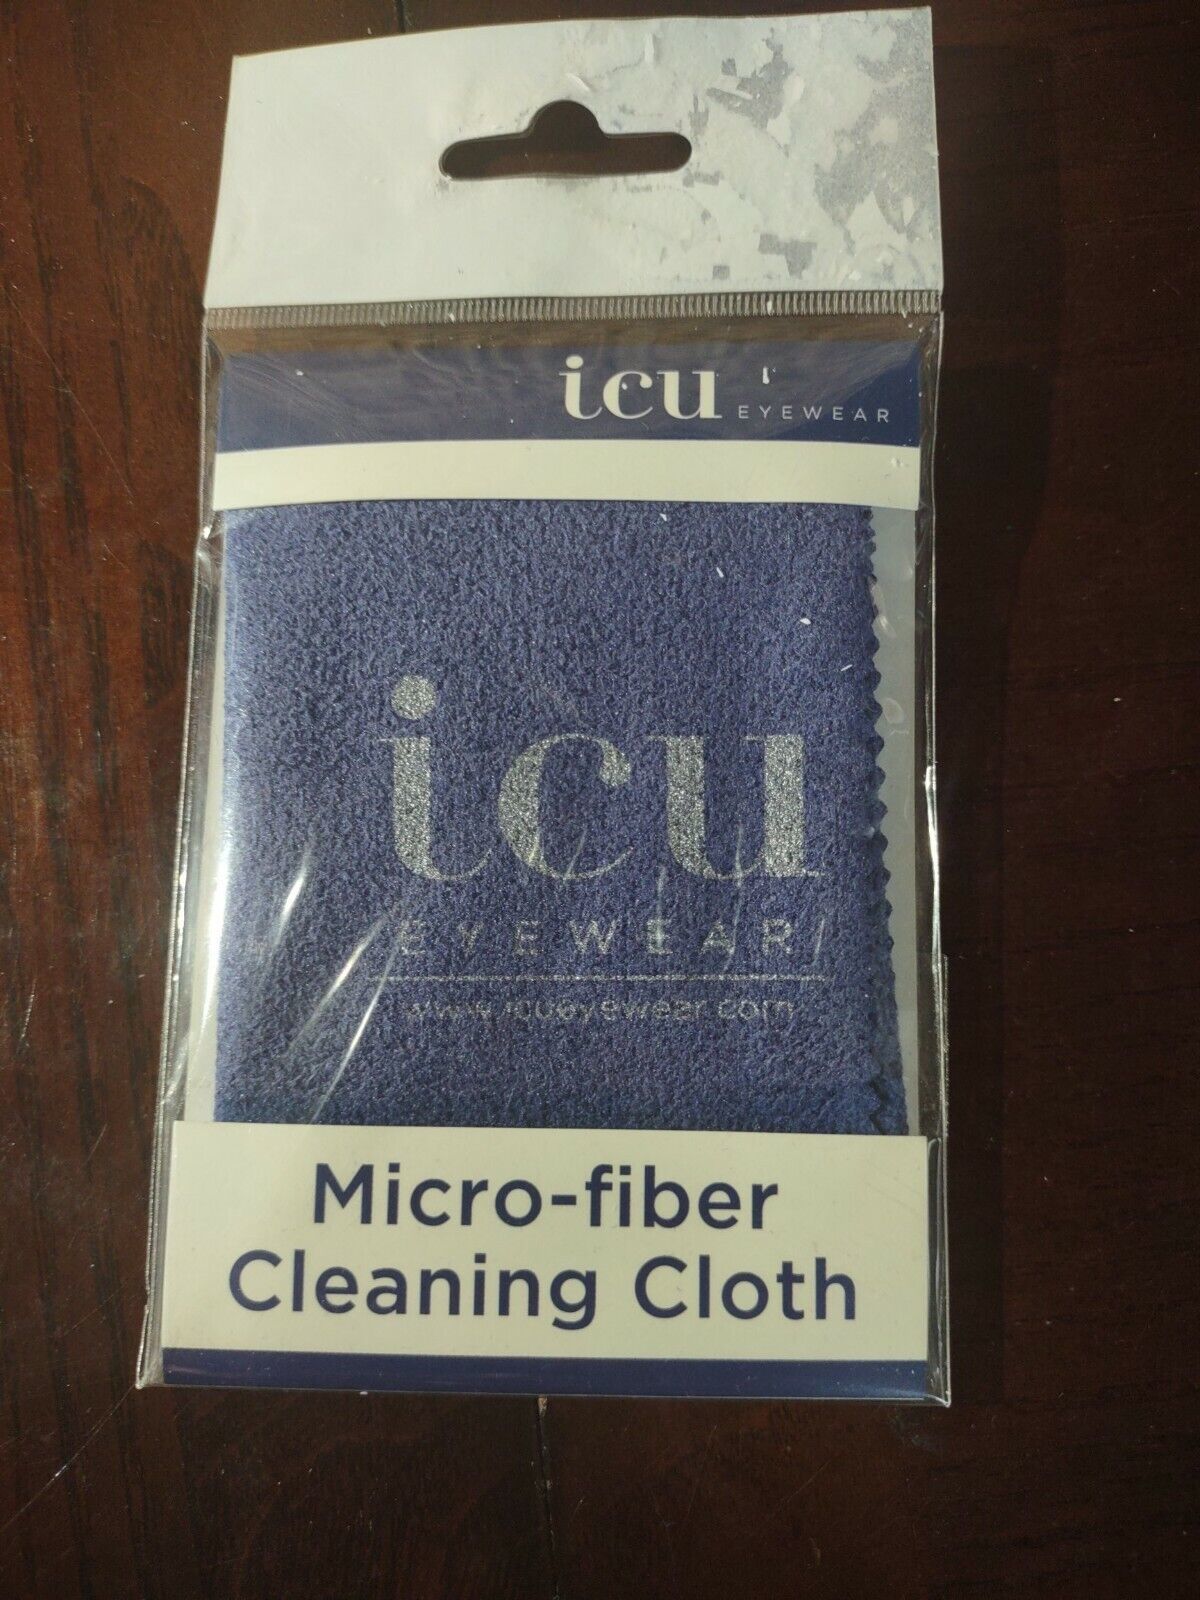 icu EYEWEAR
icu
EYEWEAR
www.icueyewear.com
Micro-fiber
Cleaning Cloth